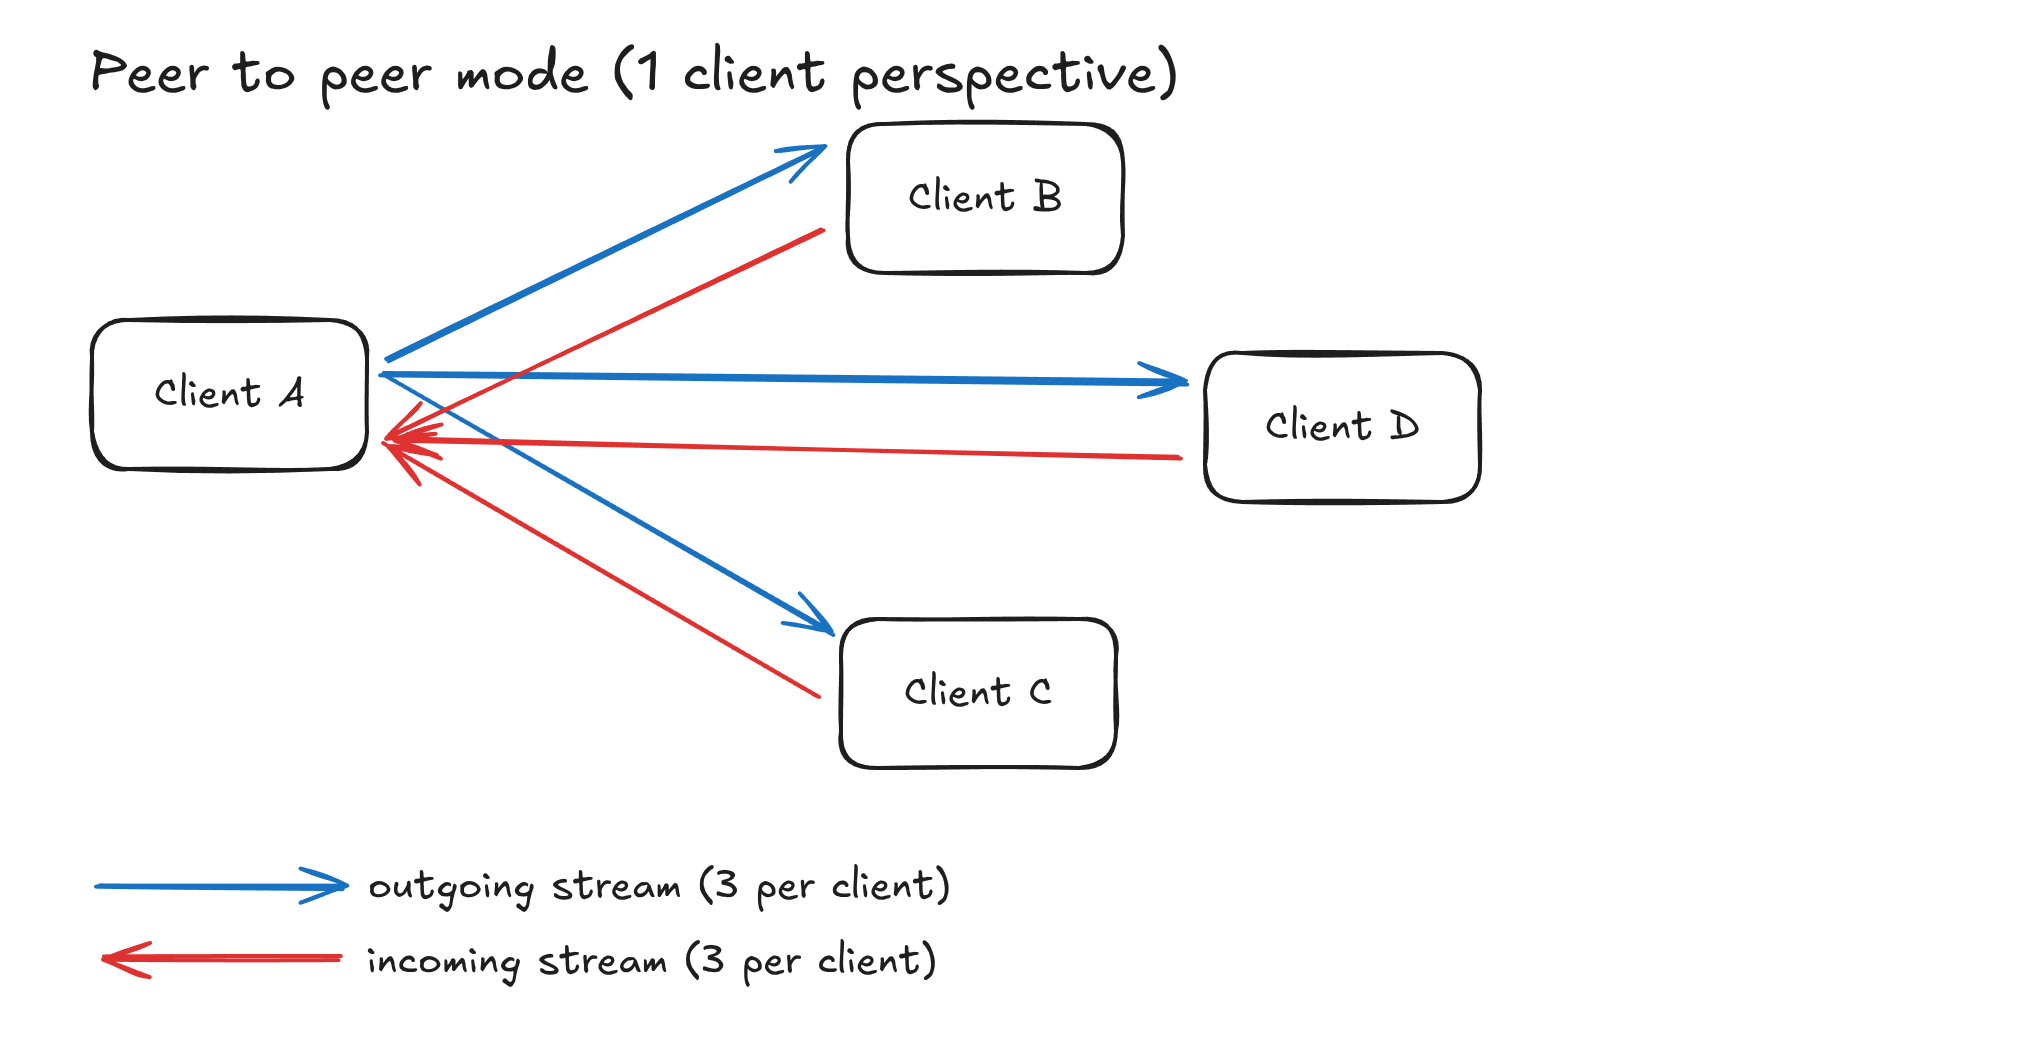 Peer to peer mode (1 client perspective)
Client B
Client A
Client D
Client C
outgoing stream (3 per client)
incoming stream (3 per client)